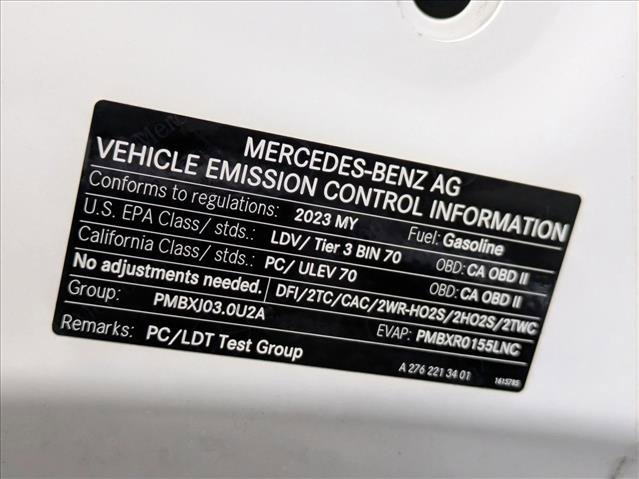 MERCEDES-BENZ AG
VEHICLE EMISSION CONTROL INFORMATION
Conforms to regulations: 2023 MY Fuel: Gasoline
U.S. EPA Class/ stds.: LDV/ Tier 3 BIN 70 OBD: CA OBD II
California Class/ stds.: PC/ ULEV 70 OBD: CA OBD II
No adjustments needed. DFI/2TC/CAC/2WR-HO2S/2HO2S/2TWC
Group: PMBXJ03.0U2A EVAP: PMBXR0155LNC
Remarks: PC/LDT Test Group
A 276 221 34 01 1615785